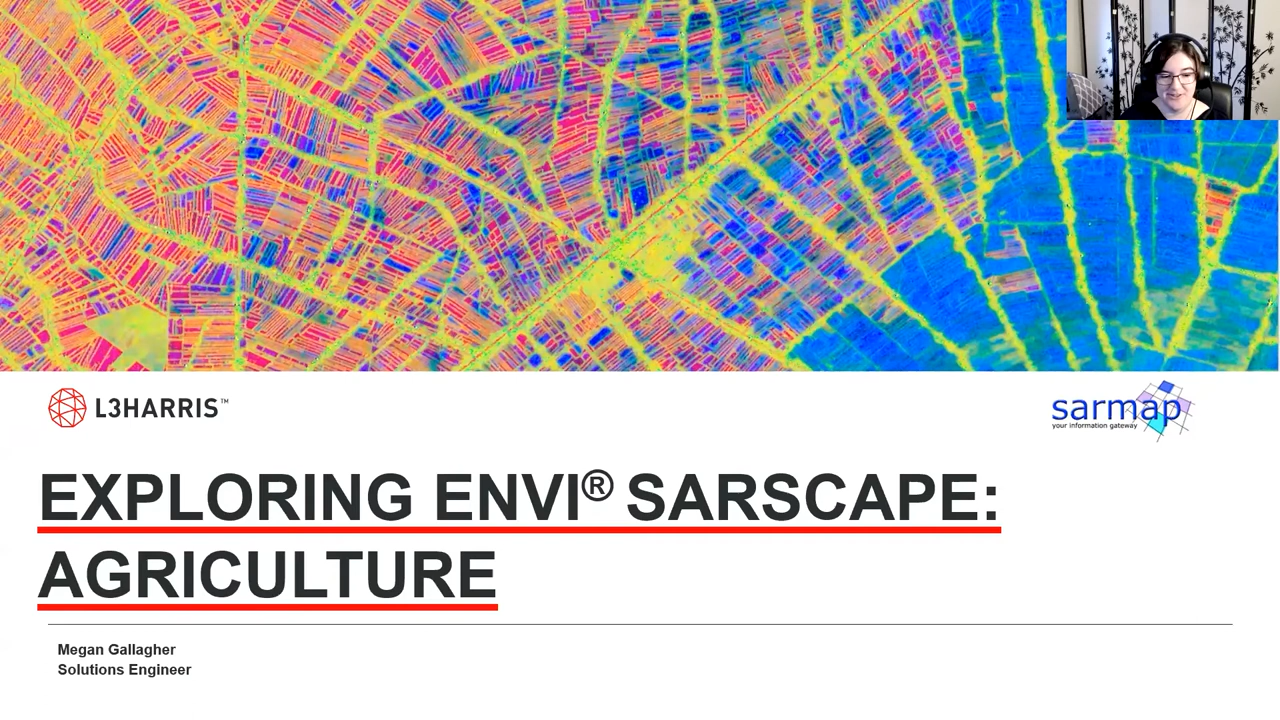 L3HARRIS™
sarmap
your information gateway
EXPLORING ENVI® SARSCAPE:
AGRICULTURE
Megan Gallagher
Solutions Engineer